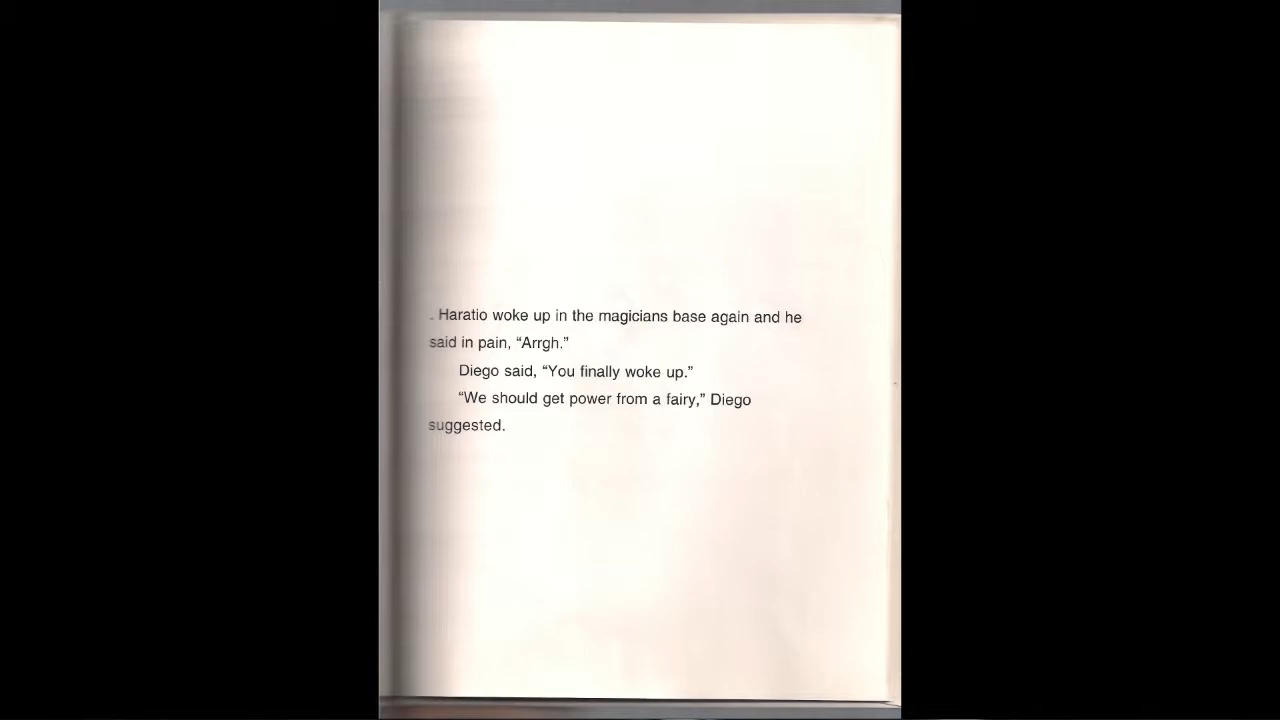 . Haratio woke up in the magicians base again and he
said in pain, “Arrgh.”
Diego said, “You finally woke up.”
“We should get power from a fairy,” Diego
suggested.